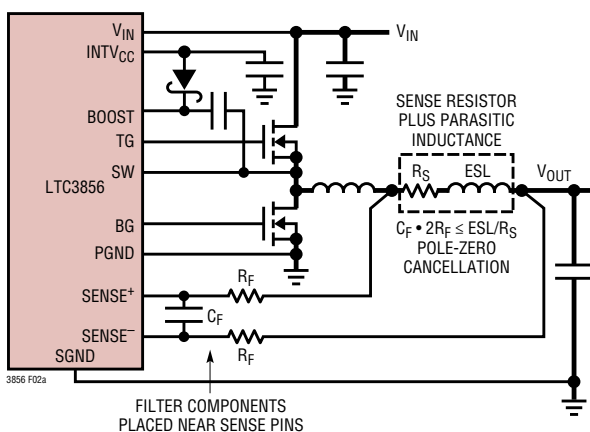 V_IN
INTV_CC
BOOST
TG
SW
LTC3856
BG
PGND
SENSE+
SENSE–
SGND
3856 F02a
V_IN
SENSE RESISTOR
PLUS PARASITIC
INDUCTANCE
R_S
ESL
V_OUT
C_F • 2R_F ≤ ESL/R_S
POLE-ZERO
CANCELLATION
R_F
C_F
R_F
FILTER COMPONENTS
PLACED NEAR SENSE PINS